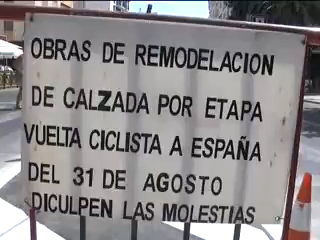 OBRAS DE REMODELACION
DE CALZADA POR ETAPA
VUELTA CICLISTA A ESPAÑA
DEL 31 DE AGOSTO
DICULPEN LAS MOLESTIAS